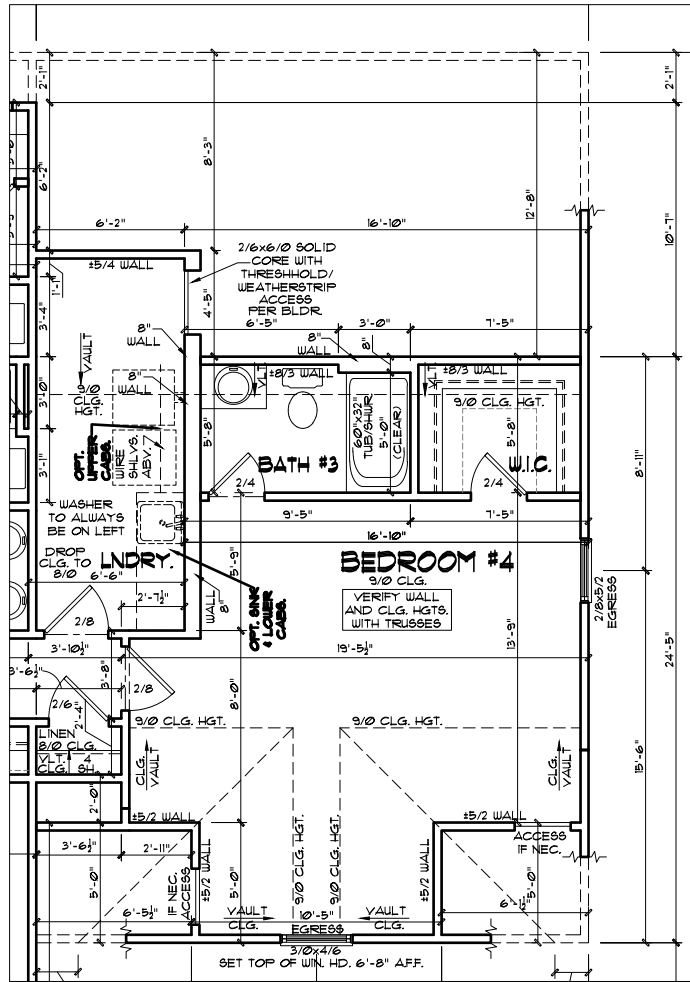 2'-1"
2'-1"
6'-2"
8'-3"
12'-8"
10'-7"
6'-2"
16'-10"
±5/4 WALL
2/6x6/0 SOLID
CORE WITH
THRESHHOLD/
WEATHERSTRIP
ACCESS
PER BLDR.
1'-1"
3'-4"
4'-5"
6'-5"
3'-0"
7'-5"
8"
WALL
8"
WALL
8"
VAULT
±8/3 WALL
±8/3 WALL
VLT
VLT
9/0
CLG.
HGT.
8"
WALL
9/0 CLG. HGT.
3'-0"
5'-8"
60"x32"
TUB/SHWR.
5'-0"
(CLEAR)
5'-8"
8'-11"
OPT.
UPPER
CABS.
WIRE
SHLVS.
ABV.
3'-1"
BATH #3
W.I.C.
2/4
2/4
WASHER
TO ALWAYS
BE ON LEFT
9'-5"
7'-5"
16'-10"
DROP
CLG. TO
8/0
LNDRY.
6'-6"
5'-9"
BEDROOM #4
9/0 CLG.
VERIFY WALL
AND CLG. HGTS.
WITH TRUSSES
2/8x5/2
EGRESS
2'-7½"
WALL
8"
OPT. SINK
& LOWER
CABS.
2/8
13'-9"
24'-5"
3'-10½"
19'-5½"
3'-6½"
3'-8"
2/8
2/6
2'-4"
8'-0"
9/0 CLG. HGT.
9/0 CLG. HGT.
LINEN
8/0 CLG.
VLT. 4
CLG. SH.
CLG.
VAULT
CLG.
VAULT
15'-6"
2'-0"
±5/2 WALL
±5/2 WALL
9/0 CLG. HGT.
9/0 CLG. HGT.
ACCESS
IF NEC.
3'-6½"
2'-11"
±5/2 WALL
±5/2 WALL
5'-0"
IF NEC.
ACCESS
5'-0"
5'-0"
6'-5½"
VAULT
CLG.
10'-5"
EGRESS
VAULT
CLG.
6'-1½"
3/0x4/6
SET TOP OF WIN. HD. 6'-8" A.F.F.